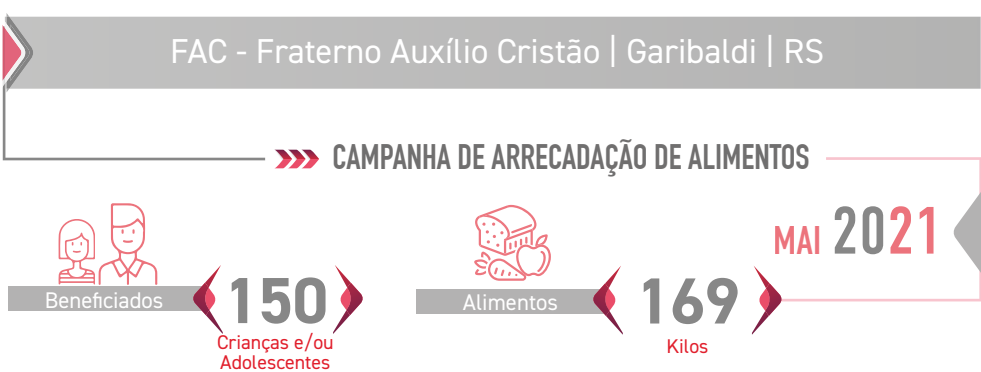 FAC - Fraterno Auxílio Cristão | Garibaldi | RS
CAMPANHA DE ARRECADAÇÃO DE ALIMENTOS
MAI 2021
Beneficiados
150
Crianças e/ou
Adolescentes
Alimentos
169
Kilos